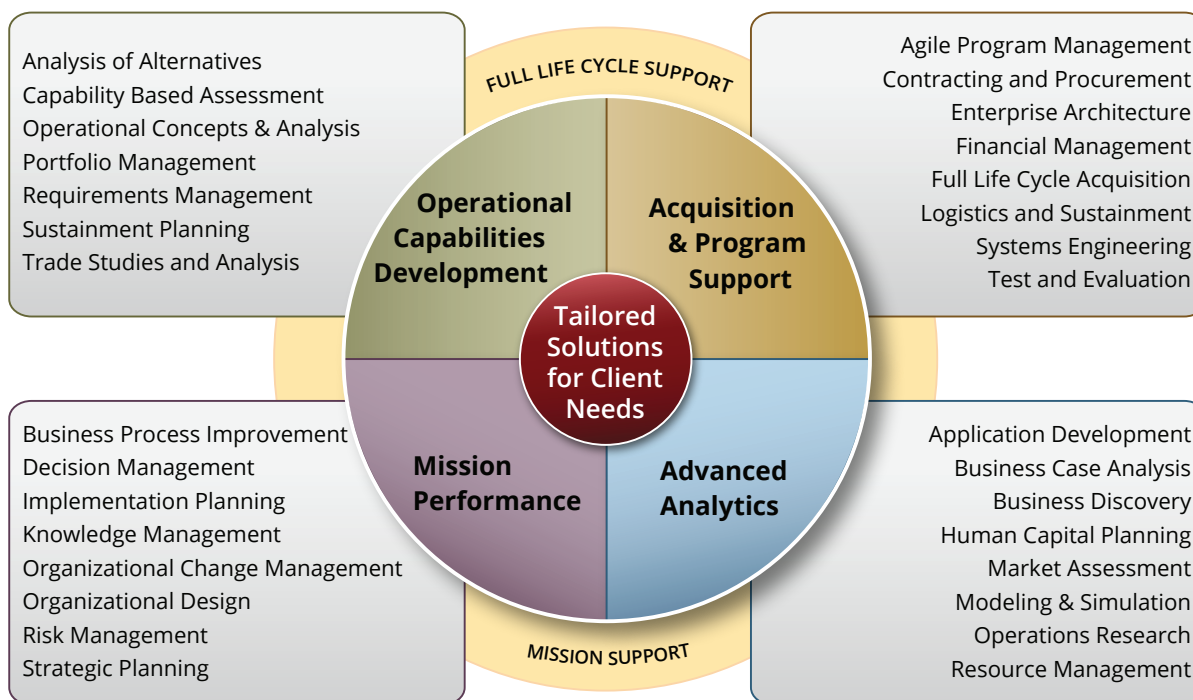 Analysis of Alternatives
Capability Based Assessment
Operational Concepts & Analysis
Portfolio Management
Requirements Management
Sustainment Planning
Trade Studies and Analysis
FULL LIFE CYCLE SUPPORT
Agile Program Management
Contracting and Procurement
Enterprise Architecture
Financial Management
Full Life Cycle Acquisition
Logistics and Sustainment
Systems Engineering
Test and Evaluation
Operational
Capabilities
Development
Acquisition
& Program
Support
Tailored
Solutions
for Client
Needs
Mission
Performance
Advanced
Analytics
Business Process Improvement
Decision Management
Implementation Planning
Knowledge Management
Organizational Change Management
Organizational Design
Risk Management
Strategic Planning
MISSION SUPPORT
Application Development
Business Case Analysis
Business Discovery
Human Capital Planning
Market Assessment
Modeling & Simulation
Operations Research
Resource Management